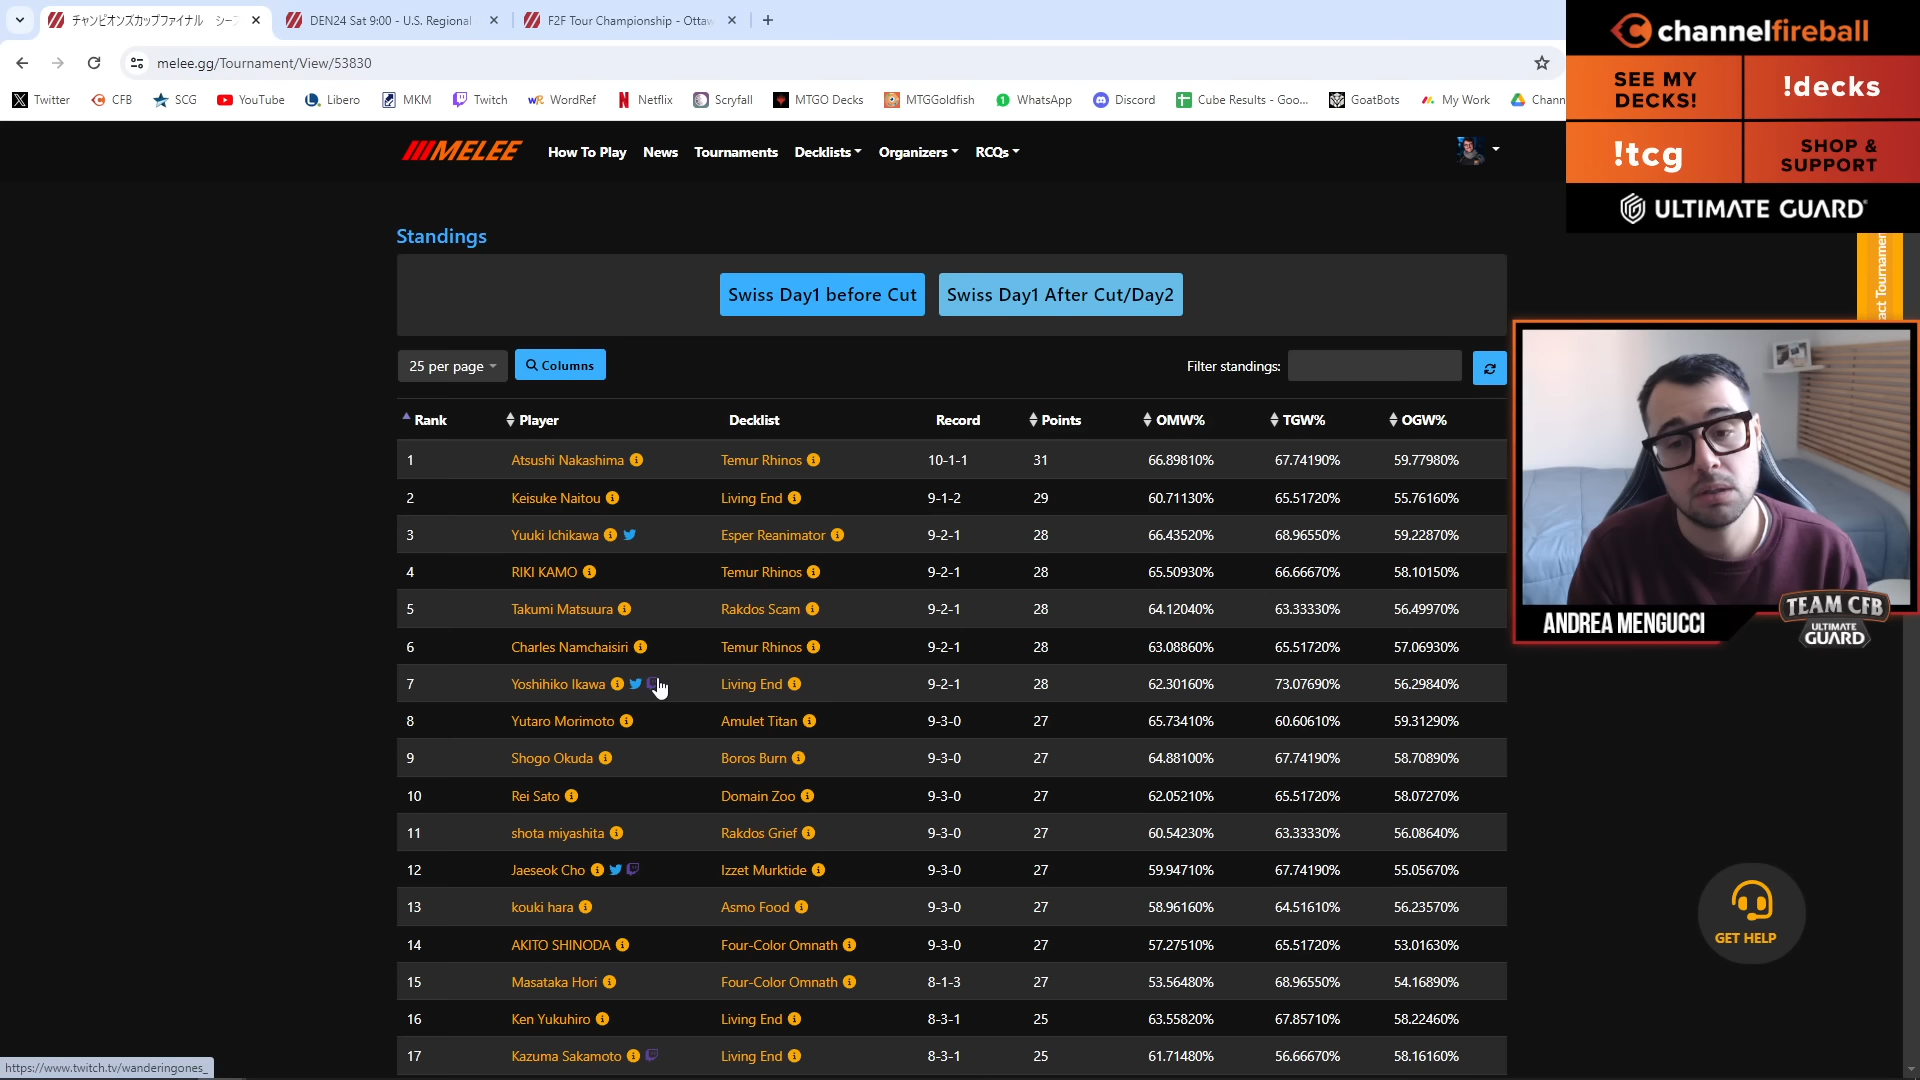 チャンピオンズカップファイナル シーズ
DEN24 Sat 9:00 - U.S. Regional
F2F Tour Championship - Ottaw
melee.gg/Tournament/View/53830
Twitter CFB SCG YouTube Libero MKM Twitch WordRef Netflix Scryfall MTGO Decks MTGGoldfish WhatsApp Discord Cube Results - Goo... GoatBots My Work Chann
channelfireball
SEE MY DECKS!
!decks
!tcg
SHOP & SUPPORT
ULTIMATE GUARD
MELEE How To Play News Tournaments Decklists Organizers RCQs
Standings
Swiss Day1 before Cut Swiss Day1 After Cut/Day2
25 per page Columns Filter standings:
Rank Player Decklist Record Points OMW% TGW% OGW%
1 Atsushi Nakashima Temur Rhinos 10-1-1 31 66.89810% 67.74190% 59.77980%
2 Keisuke Naitou Living End 9-1-2 29 60.71130% 65.51720% 55.76160%
3 Yuuki Ichikawa Esper Reanimator 9-2-1 28 66.43520% 68.96550% 59.22870%
4 RIKI KAMO Temur Rhinos 9-2-1 28 65.50930% 66.66670% 58.10150%
5 Takumi Matsuura Rakdos Scam 9-2-1 28 64.12040% 63.33330% 56.49970%
6 Charles Namchaisiri Temur Rhinos 9-2-1 28 63.08860% 65.51720% 57.06930%
7 Yoshihiko Ikawa Living End 9-2-1 28 62.30160% 73.07690% 56.29840%
8 Yutaro Morimoto Amulet Titan 9-3-0 27 65.73410% 60.60610% 59.31290%
9 Shogo Okuda Boros Burn 9-3-0 27 64.88100% 67.74190% 58.70890%
10 Rei Sato Domain Zoo 9-3-0 27 62.05210% 65.51720% 58.07270%
11 shota miyashita Rakdos Grief 9-3-0 27 60.54230% 63.33330% 56.08640%
12 Jaeseok Cho Izzet Murktide 9-3-0 27 59.94710% 67.74190% 55.05670%
13 kouki hara Asmo Food 9-3-0 27 58.96160% 64.51610% 56.23570%
14 AKITO SHINODA Four-Color Omnath 9-3-0 27 57.27510% 65.51720% 53.01630%
15 Masataka Hori Four-Color Omnath 8-1-3 27 53.56480% 68.96550% 54.16890%
16 Ken Yukuhiro Living End 8-3-1 25 63.55820% 67.85710% 58.22460%
17 Kazuma Sakamoto Living End 8-3-1 25 61.71480% 56.66670% 58.16160%
act Tournamen
ANDREA MENGUCCI
TEAM CFB
ULTIMATE
GUARD
GET HELP
https://www.twitch.tv/wanderingones_